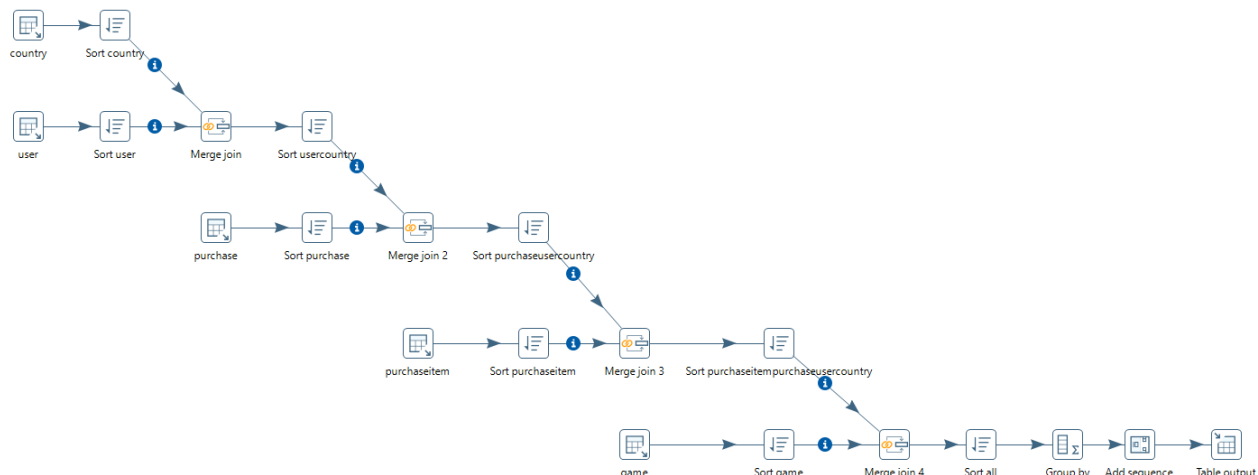 country
Sort country
user
Sort user
Merge join
Sort usercountry
purchase
Sort purchase
Merge join 2
Sort purchaseusercountry
purchaseitem
Sort purchaseitem
Merge join 3
Sort purchaseitempurchaseusercountry
game
Sort game
Merge join 4
Sort all
Group by
Add sequence
Table output